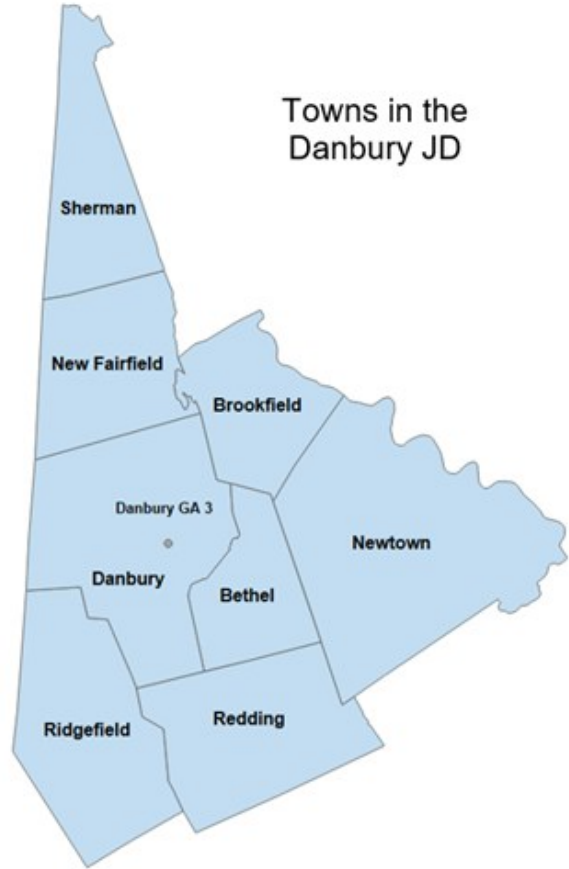 Towns in the
Danbury JD
Sherman
New Fairfield
Brookfield
Danbury GA 3
Newtown
Danbury
Bethel
Redding
Ridgefield